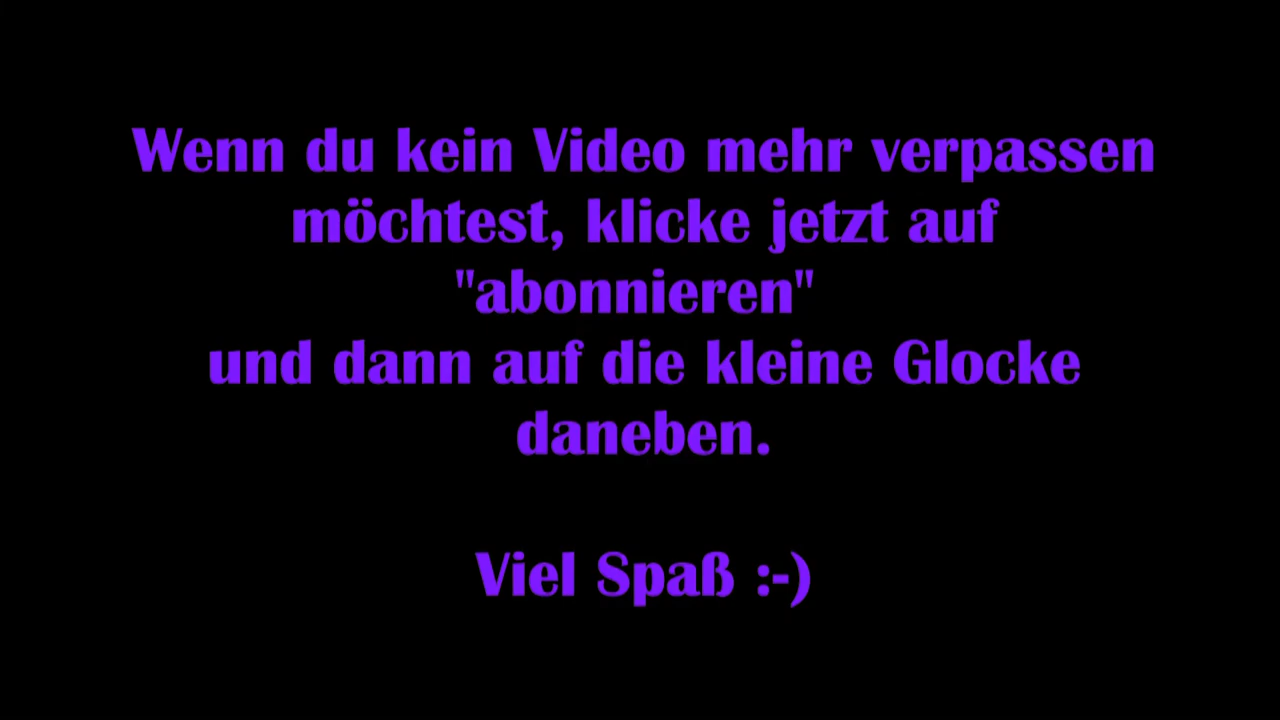 Wenn du kein Video mehr verpassen
möchtest, klicke jetzt auf
"abonnieren"
und dann auf die kleine Glocke
daneben.
Viel Spaß :-)